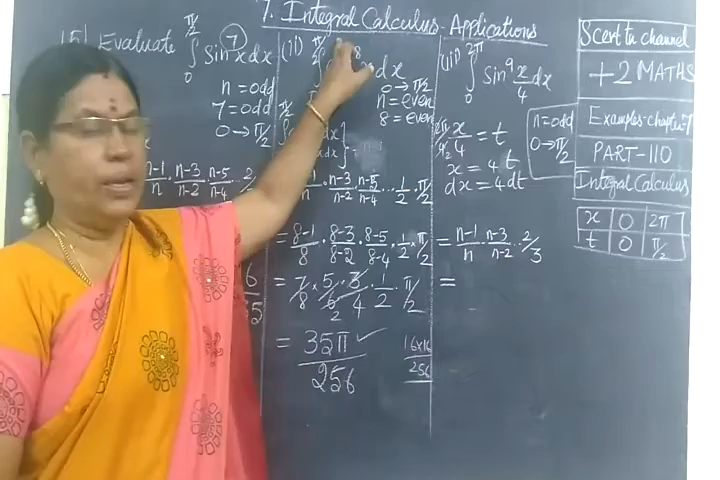 7. Integral Calculus - Applications
15] Evaluate ∫₀^{π/2} Sin⁷x dx
n = odd
7 = odd
0 → π/2
n-1/n · n-3/n-2 · n-5/n-4 · 2/
(ii) π/2 ∫ 8 x dx
0 → π/2
n = even
8 = even
n-1/n · n-3/n-2 · n-5/n-4 ... 1/2 · π/2
= 8-1/8 · 8-3/8-2 · 8-5/8-4 · 1/2 × π/2
= 7/8 × 5/6 × 3/4 · 1/2 · π/2
2
= 35π/256 ✓
16×16
256
(iii) ∫₀^{2π} Sin⁹ x/4 dx
x/4 = t
x = 4t
dx = 4dt
n = odd
0 → π/2
= n-1/n · n-3/n-2 ... 2/3
=
Score to channel
+2 MATHS
Examples-chapter-7
PART-110
Integral Calculus
x 0 2π
t 0 π/2